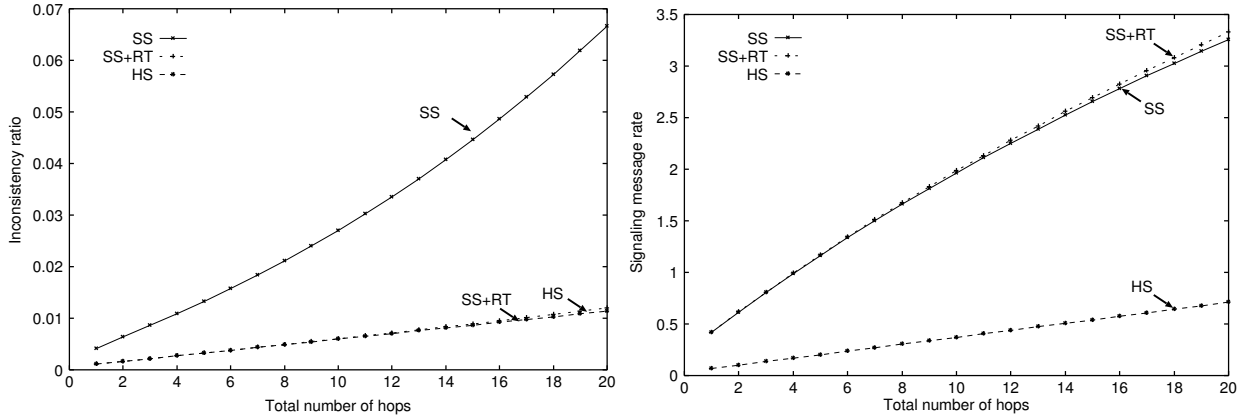 0.07
0.06
0.05
0.04
0.03
0.02
0.01
0
Inconsistency ratio
SS
SS+RT
HS
SS
SS+RT
HS
0 2 4 6 8 10 12 14 16 18 20
Total number of hops
4
3.5
3
2.5
2
1.5
1
0.5
0
Signaling message rate
SS
SS+RT
HS
SS+RT
SS
HS
0 2 4 6 8 10 12 14 16 18 20
Total number of hops